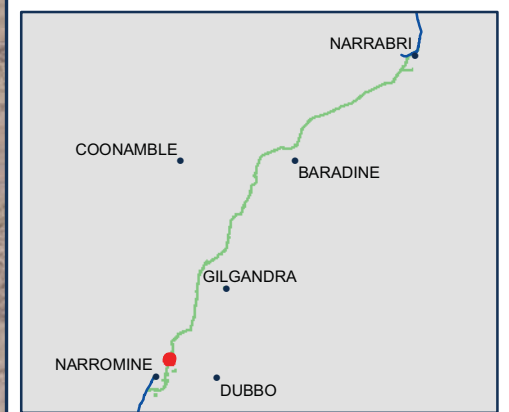 NARRABRI
COONAMBLE
BARADINE
GILGANDRA
NARROMINE
DUBBO